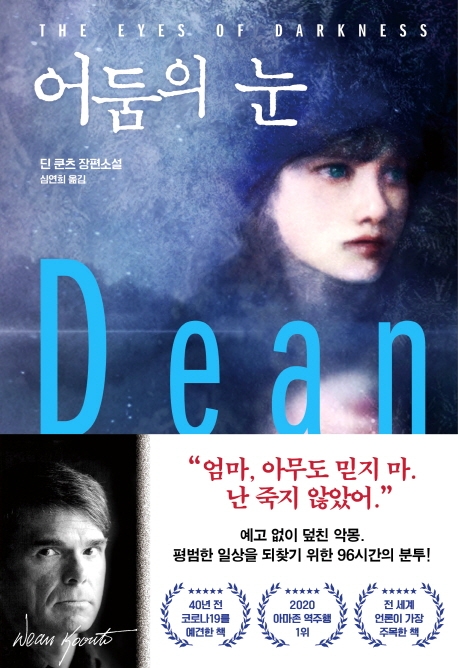 THE EYES OF DARKNESS
어둠의 눈
딘 쿤츠 장편소설
심연희 옮김
Dean
“엄마, 아무도 믿지 마.
난 죽지 않았어.”
예고 없이 덮친 악몽.
평범한 일상을 되찾기 위한 96시간의 분투!
★★★★★
40년 전
코로나19를
예견한 책
★★★★★
2020
아마존 역주행
1위
★★★★★
전 세계
언론이 가장
주목한 책
Dean Koontz